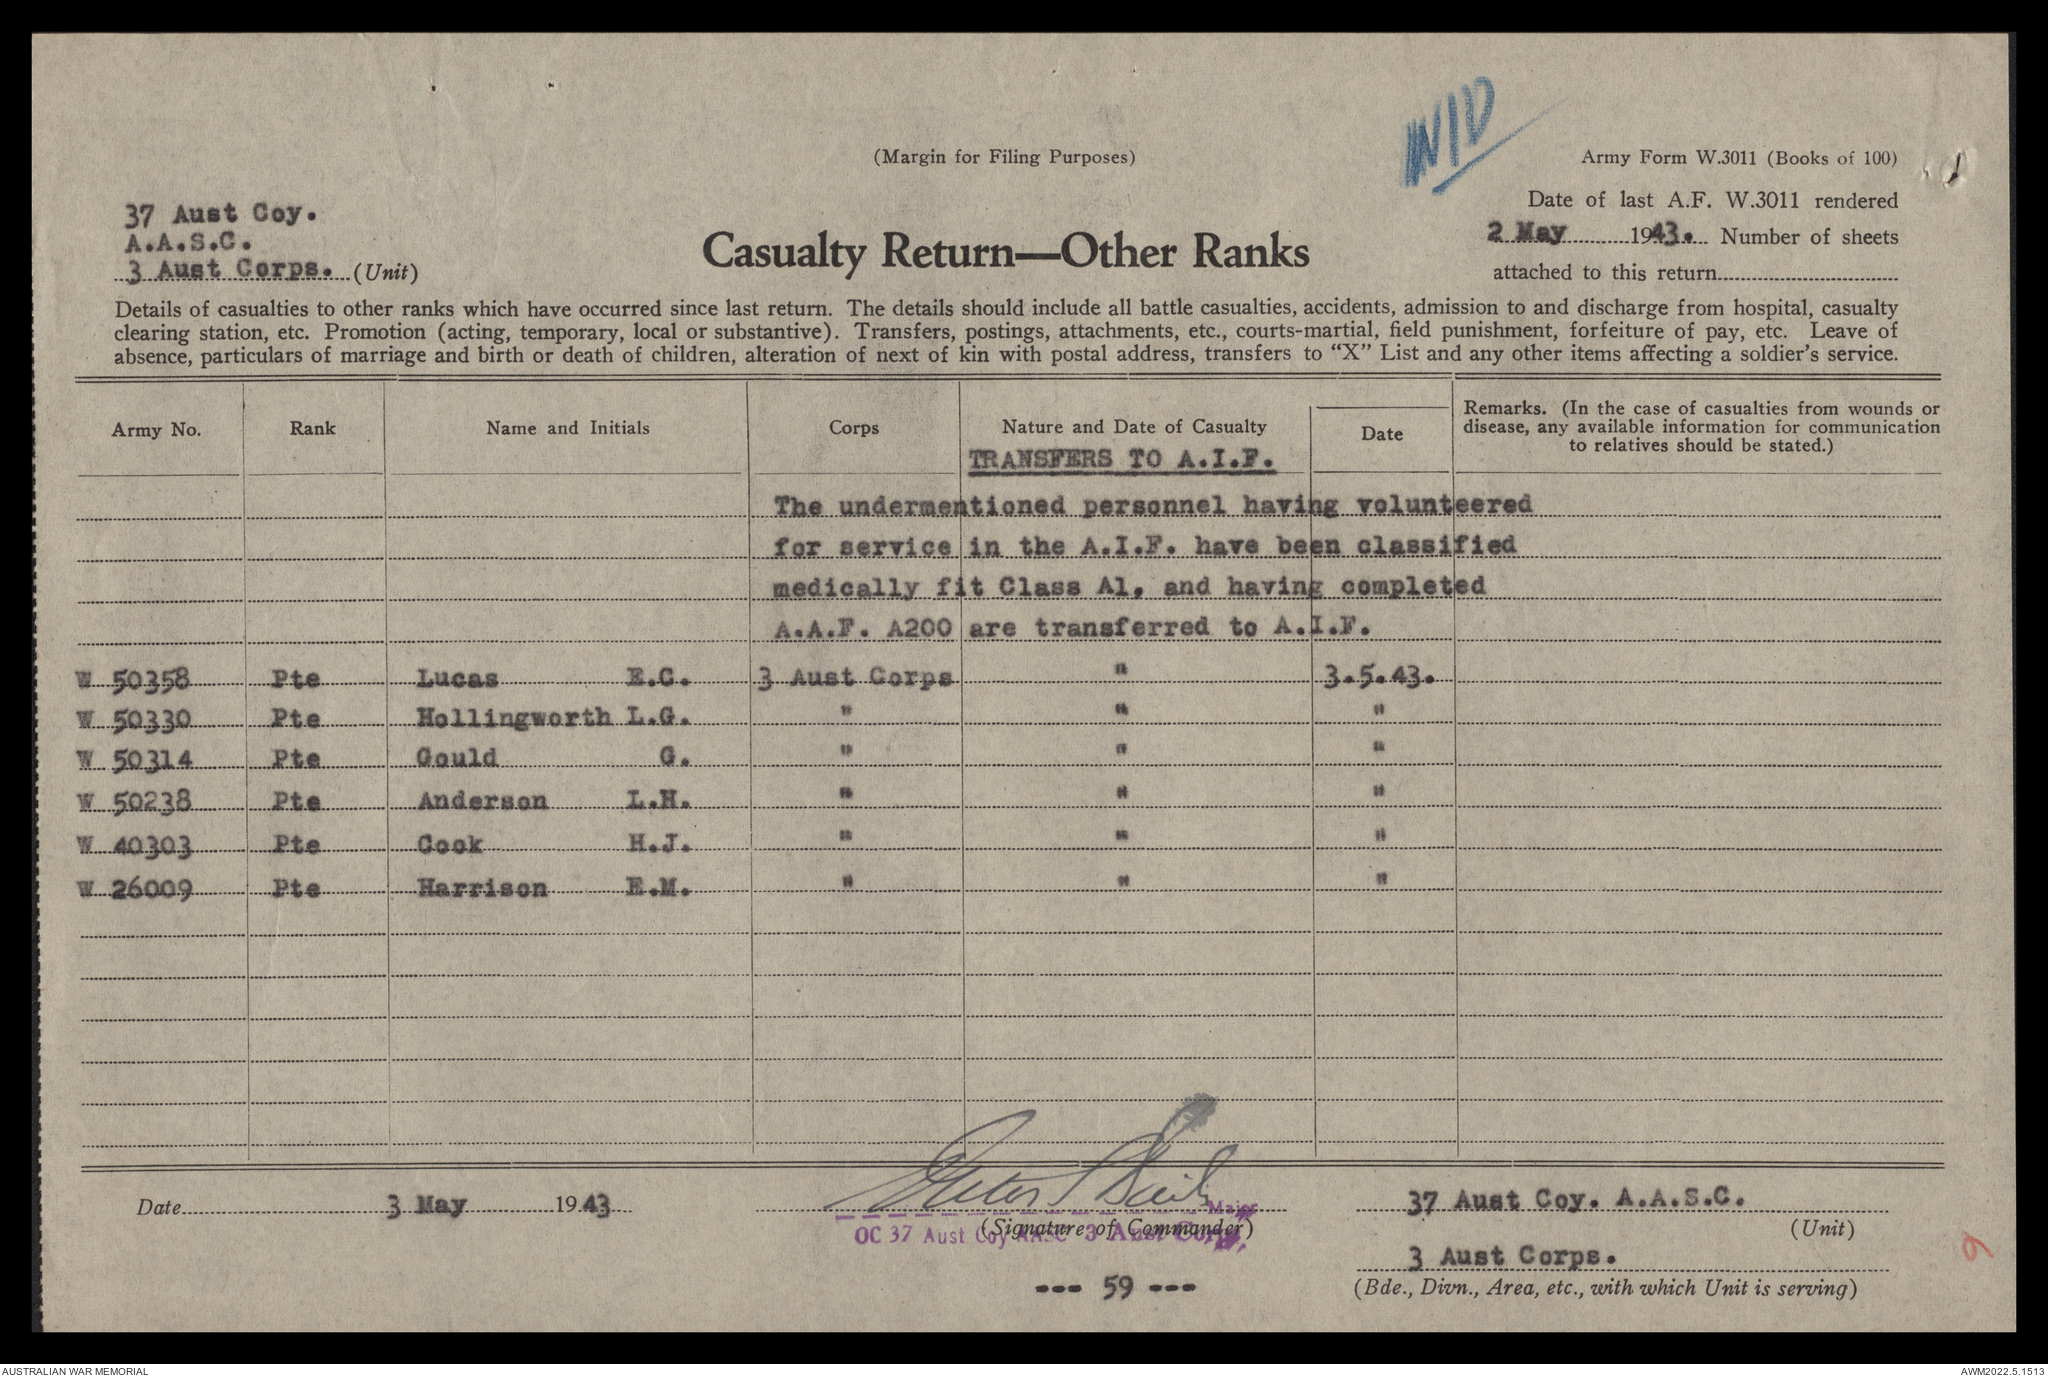 WID
(Margin for Filing Purposes)
Army Form W.3011 (Books of 100)
37 Aust Coy.
A.A.S.C.
3 Aust Corps. (Unit)
Casualty Return—Other Ranks
Date of last A.F. W.3011 rendered
2 May 1943. Number of sheets
attached to this return
Details of casualties to other ranks which have occurred since last return. The details should include all battle casualties, accidents, admission to and discharge from hospital, casualty
clearing station, etc. Promotion (acting, temporary, local or substantive). Transfers, postings, attachments, etc., courts-martial, field punishment, forfeiture of pay, etc. Leave of
absence, particulars of marriage and birth or death of children, alteration of next of kin with postal address, transfers to “X” List and any other items affecting a soldier’s service.
Army No. Rank Name and Initials Corps Nature and Date of Casualty Date Remarks. (In the case of casualties from wounds or
disease, any available information for communication
to relatives should be stated.)
TRANSFERS TO A.I.F.
The undermentioned personnel having volunteered
for service in the A.I.F. have been classified
medically fit Class A1, and having completed
A.A.F. A200 are transferred to A.I.F.
W 50358 Pte Lucas E.C. 3 Aust Corps " 3.5.43.
W 50330 Pte Hollingworth L.G. " " "
W 50314 Pte Gould G. " " "
W 50238 Pte Anderson L.H. " " "
W 40303 Pte Cook H.J. " " "
W 26009 Pte Harrison E.M. " " "
Date 3 May 1943
Major
(Signature of Commander)
OC 37 Aust Coy AASC 3 Aust Corps.
37 Aust Coy. A.A.S.C.
(Unit)
3 Aust Corps.
(Bde., Divn., Area, etc., with which Unit is serving)
--- 59 ---
9
AUSTRALIAN WAR MEMORIAL
AWM2022.5.1513